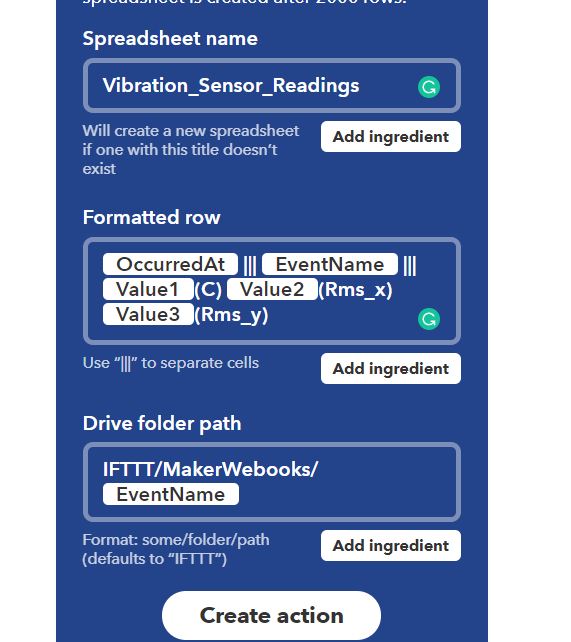 spreadsheet is created after 2000 rows.
Spreadsheet name
Vibration_Sensor_Readings
Will create a new spreadsheet
if one with this title doesn't
exist
Add ingredient
Formatted row
OccurredAt ||| EventName |||
Value1 (C) Value2 (Rms_x)
Value3 (Rms_y)
Use "|||" to separate cells
Add ingredient
Drive folder path
IFTTT/MakerWebooks/
EventName
Format: some/folder/path
(defaults to "IFTTT")
Add ingredient
Create action